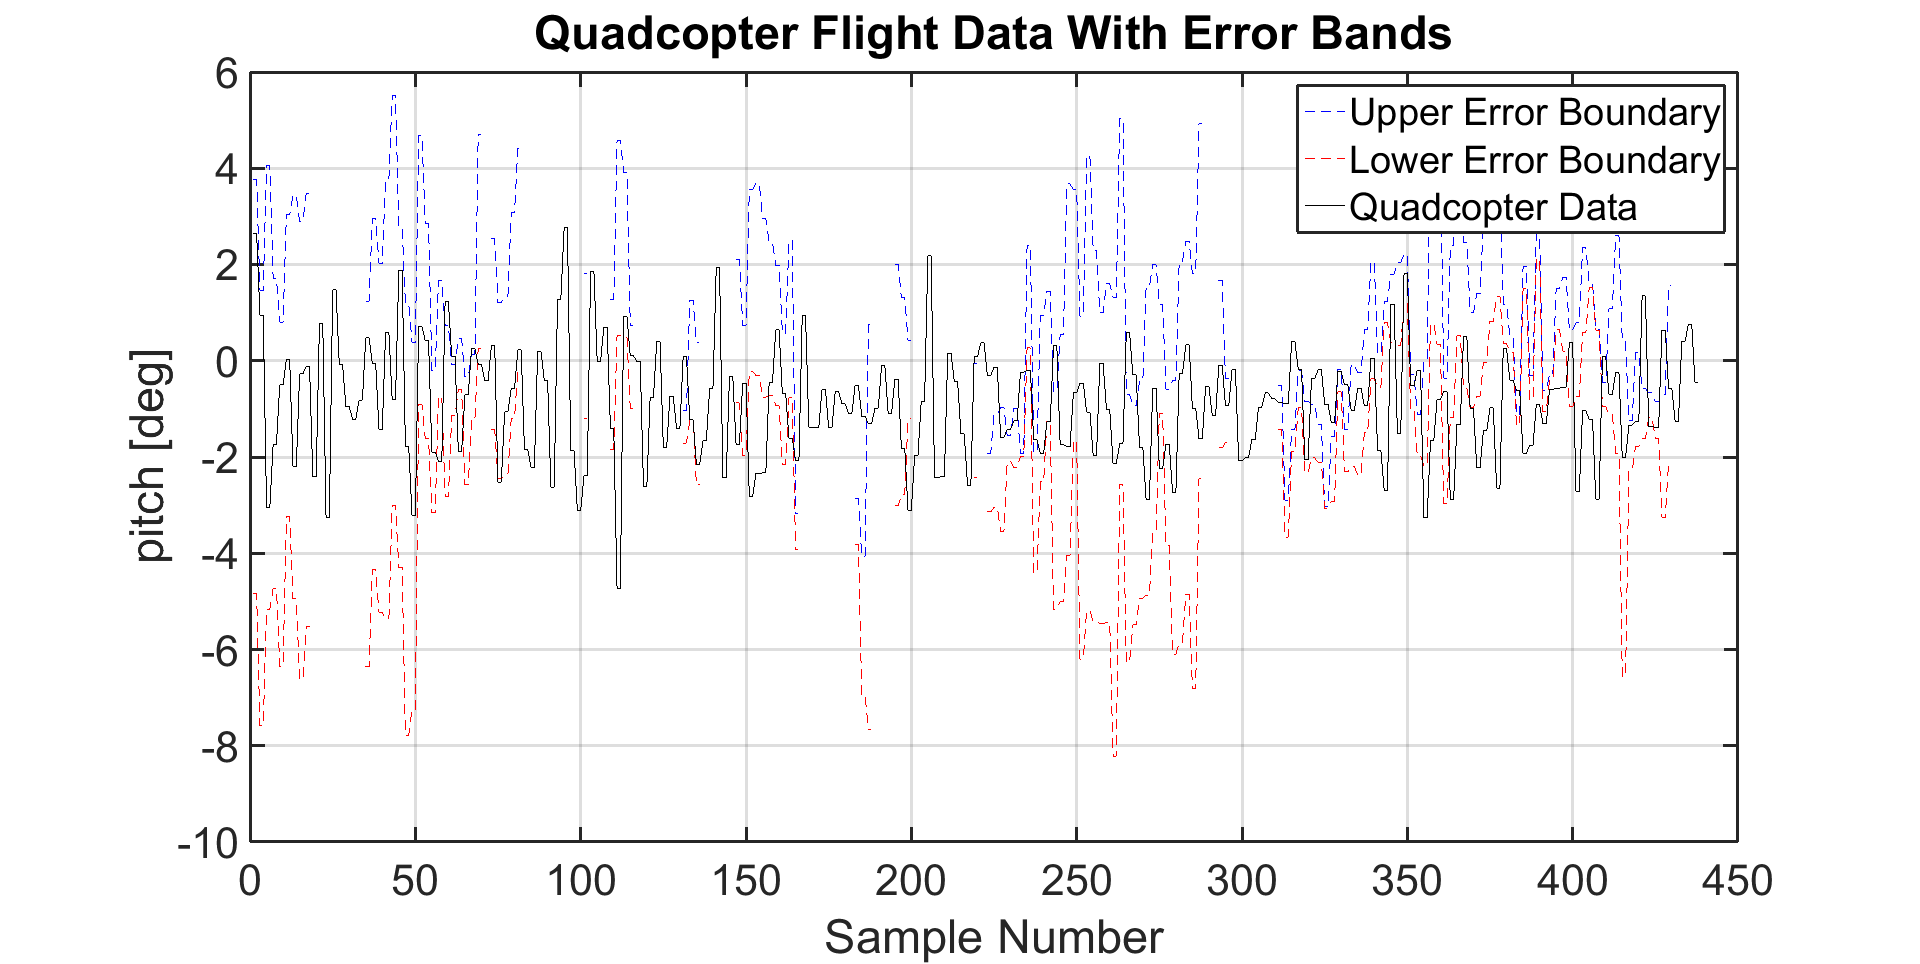 Quadcopter Flight Data With Error Bands
6
4
2
0
-2
-4
-6
-8
-10
pitch [deg]
Upper Error Boundary
Lower Error Boundary
Quadcopter Data
0 50 100 150 200 250 300 350 400 450
Sample Number